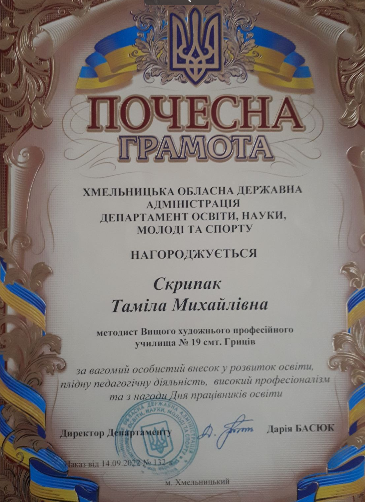 ПОЧЕСНА
ГРАМОТА
ХМЕЛЬНИЦЬКА ОБЛАСНА ДЕРЖАВНА
АДМІНІСТРАЦІЯ
ДЕПАРТАМЕНТ ОСВІТИ, НАУКИ,
МОЛОДІ ТА СПОРТУ
НАГОРОДЖУЄТЬСЯ
Скрипак
Таміла Михайлівна
методист Вищого художнього професійного
училища № 19 смт. Гриців
за вагомий особистий внесок у розвиток освіти,
плідну педагогічну діяльність, високий професіоналізм
та з нагоди Дня працівників освіти
Директор Департаменту Дарія БАСЮК
Наказ від 14.09.2022 № 132
м. Хмельницький